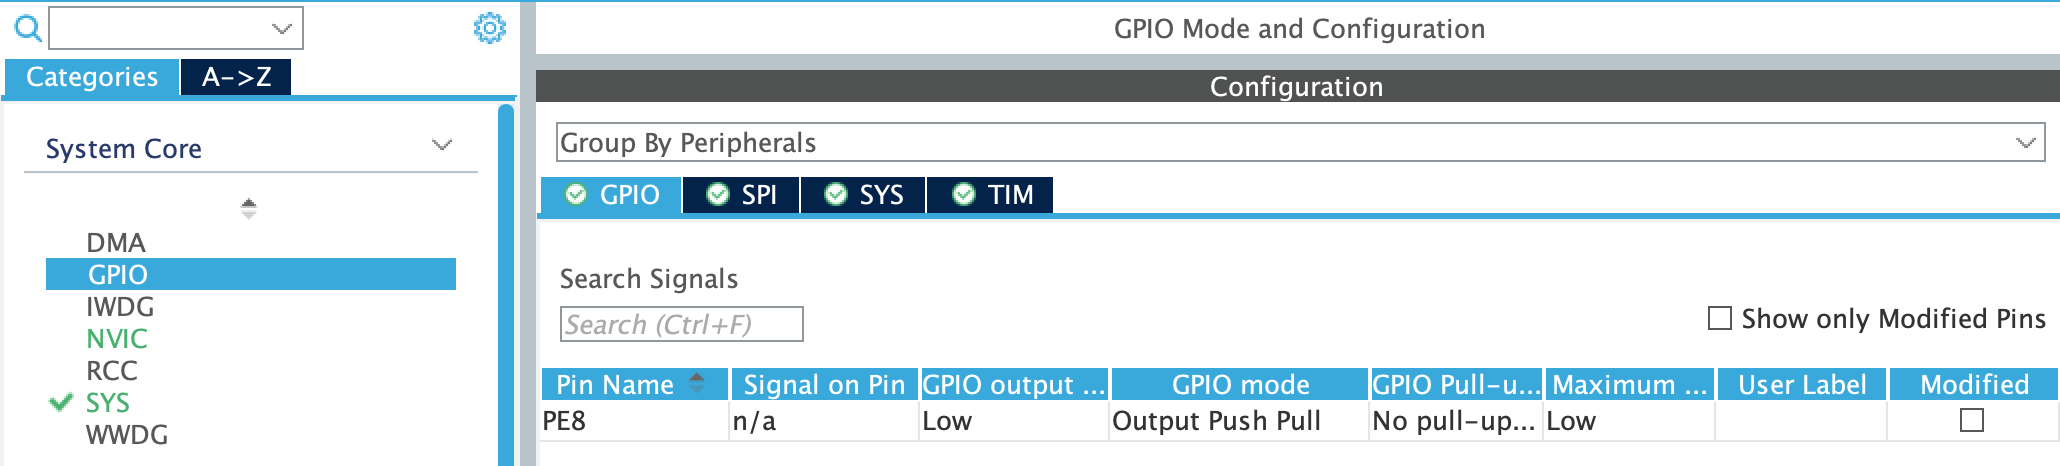 GPIO Mode and Configuration
Categories A->Z
Configuration
System Core
Group By Peripherals
GPIO SPI SYS TIM
DMA
GPIO
IWDG
NVIC
RCC
SYS
WWDG
Search Signals
Search (Ctrl+F)
Show only Modified Pins
Pin Name Signal on Pin GPIO output ... GPIO mode GPIO Pull-u... Maximum ... User Label Modified
PE8 n/a Low Output Push Pull No pull-up... Low